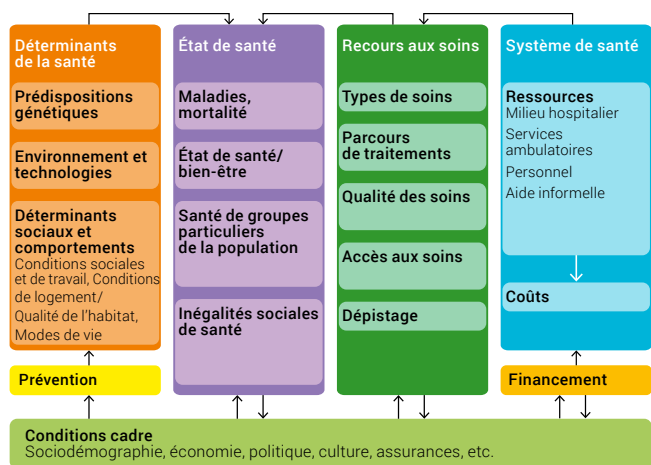 Déterminants
de la santé
Prédispositions
génétiques
Environnement et
technologies
Déterminants
sociaux et
comportements
Conditions sociales
et de travail, Conditions
de logement/
Qualité de l’habitat,
Modes de vie
Prévention
État de santé
Maladies,
mortalité
État de santé/
bien-être
Santé de groupes
particuliers
de la population
Inégalités sociales
de santé
Recours aux soins
Types de soins
Parcours
de traitements
Qualité des soins
Accès aux soins
Dépistage
Système de santé
Ressources
Milieu hospitalier
Services
ambulatoires
Personnel
Aide informelle
Coûts
Financement
Conditions cadre
Sociodémographie, économie, politique, culture, assurances, etc.